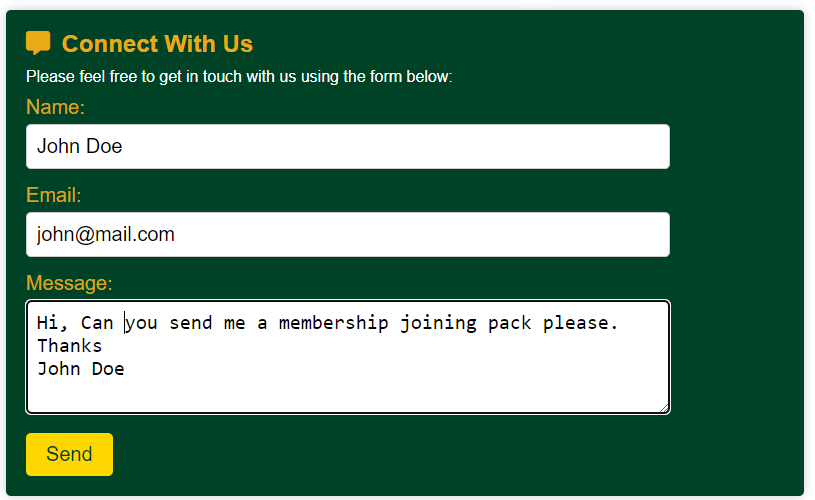 Connect With Us
Please feel free to get in touch with us using the form below:
Name:
John Doe
Email:
john@mail.com
Message:
Hi, Can you send me a membership joining pack please.
Thanks
John Doe
Send